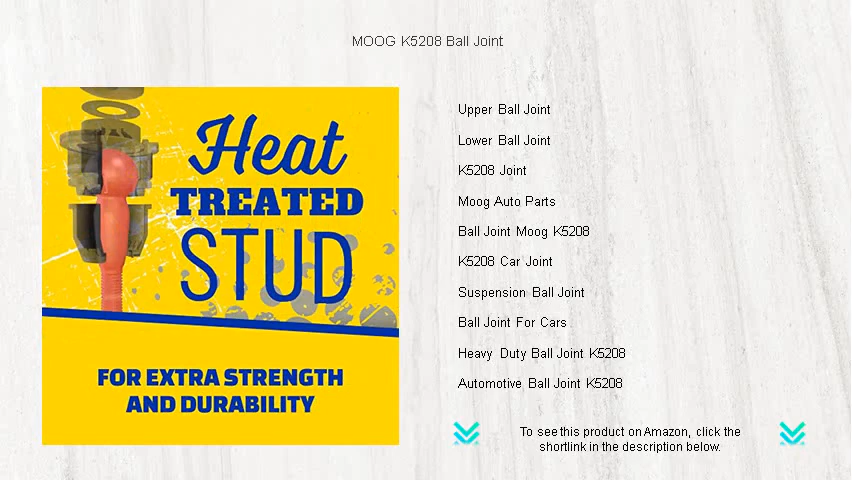 MOOG K5208 Ball Joint
Heat
TREATED
STUD
FOR EXTRA STRENGTH
AND DURABILITY
Upper Ball Joint
Lower Ball Joint
K5208 Joint
Moog Auto Parts
Ball Joint Moog K5208
K5208 Car Joint
Suspension Ball Joint
Ball Joint For Cars
Heavy Duty Ball Joint K5208
Automotive Ball Joint K5208
To see this product on Amazon, click the
shortlink in the description below.